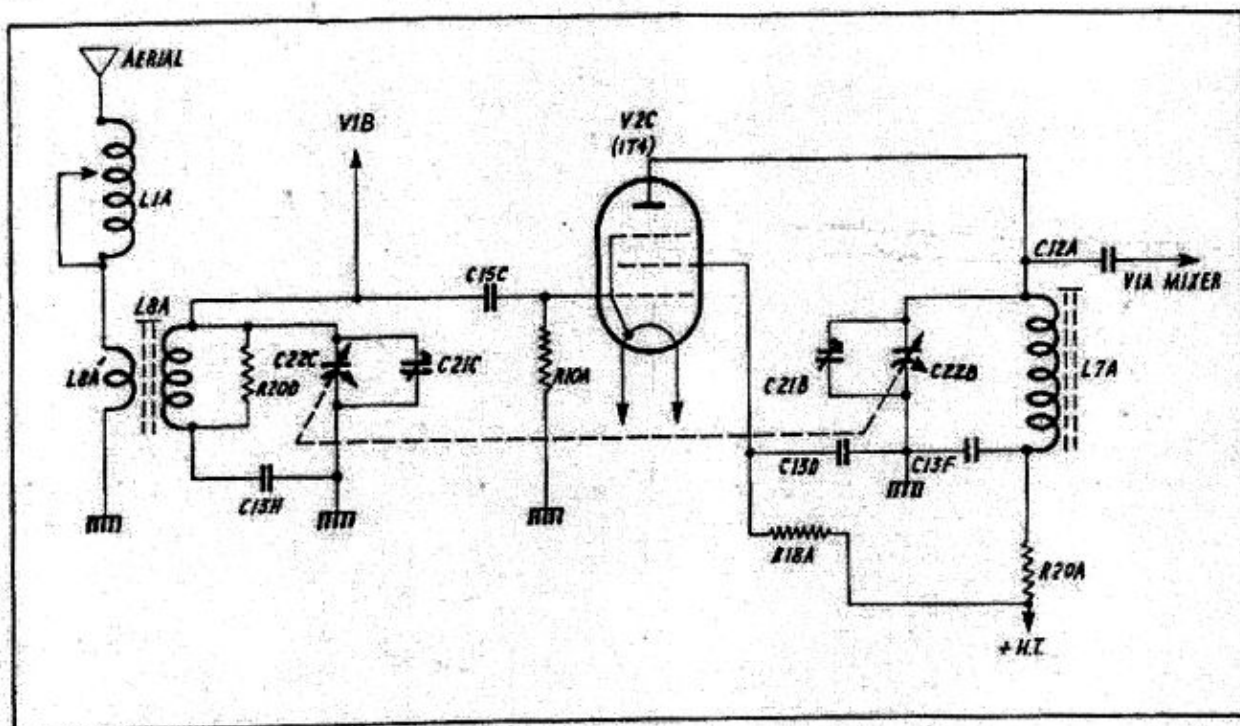 AERIAL
V1B
V2C
(1T4)
L1A
C12A
V1A MIXER
C15C
L8A
L8A'
R20D
C22C
C21C
R10A
C21B
C22B
L7A
C13D
C13F
C13H
R18A
R20A
+ H.T.